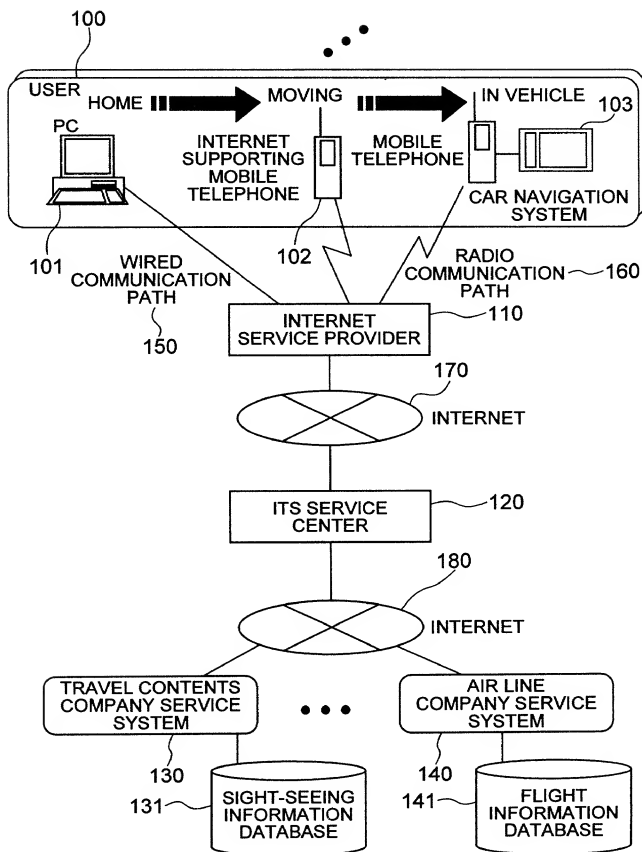 100
USER
HOME
MOVING
IN VEHICLE
103
PC
INTERNET
SUPPORTING
MOBILE
TELEPHONE
MOBILE
TELEPHONE
CAR NAVIGATION
SYSTEM
101
102
WIRED
COMMUNICATION
PATH
150
RADIO
COMMUNICATION
PATH
160
INTERNET
SERVICE PROVIDER
110
170
INTERNET
ITS SERVICE
CENTER
120
180
INTERNET
TRAVEL CONTENTS
COMPANY SERVICE
SYSTEM
AIR LINE
COMPANY SERVICE
SYSTEM
130
140
131
SIGHT-SEEING
INFORMATION
DATABASE
141
FLIGHT
INFORMATION
DATABASE